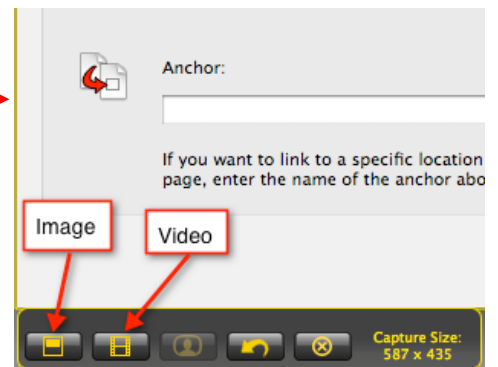 Anchor:
If you want to link to a specific location
page, enter the name of the anchor abo
Image
Video
Capture Size:
587 x 435